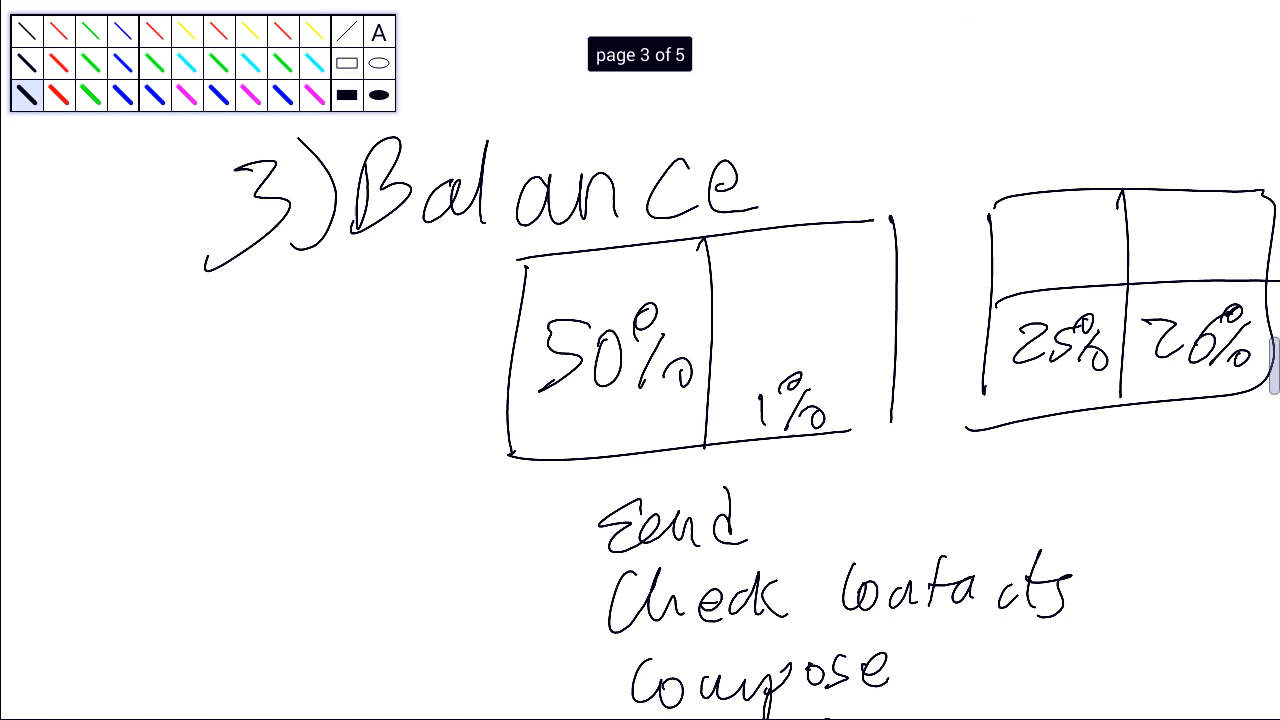 A
page 3 of 5
3) Balance
50% 1%
25% 26%
Send
Check Contacts
Compose